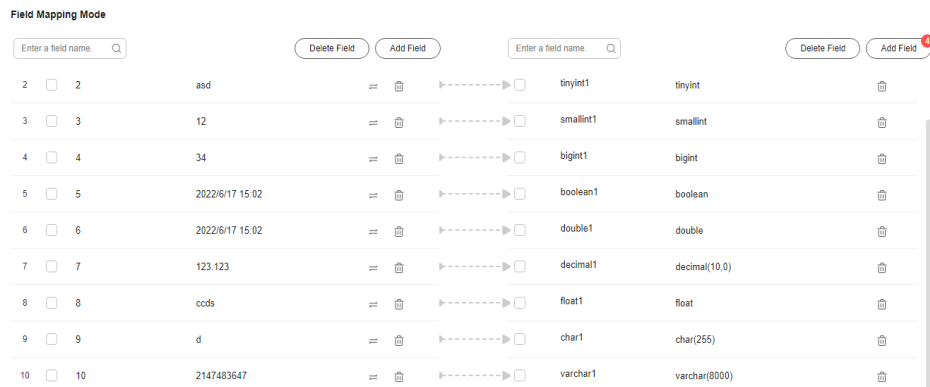 Field Mapping Mode
Enter a field name. Delete Field Add Field Enter a field name. Delete Field Add Field 4
2 2 asd tinyint1 tinyint
3 3 12 smallint1 smallint
4 4 34 bigint1 bigint
5 5 2022/6/17 15:02 boolean1 boolean
6 6 2022/6/17 15:02 double1 double
7 7 123.123 decimal1 decimal(10,0)
8 8 ccds float1 float
9 9 d char1 char(255)
10 10 2147483647 varchar1 varchar(8000)